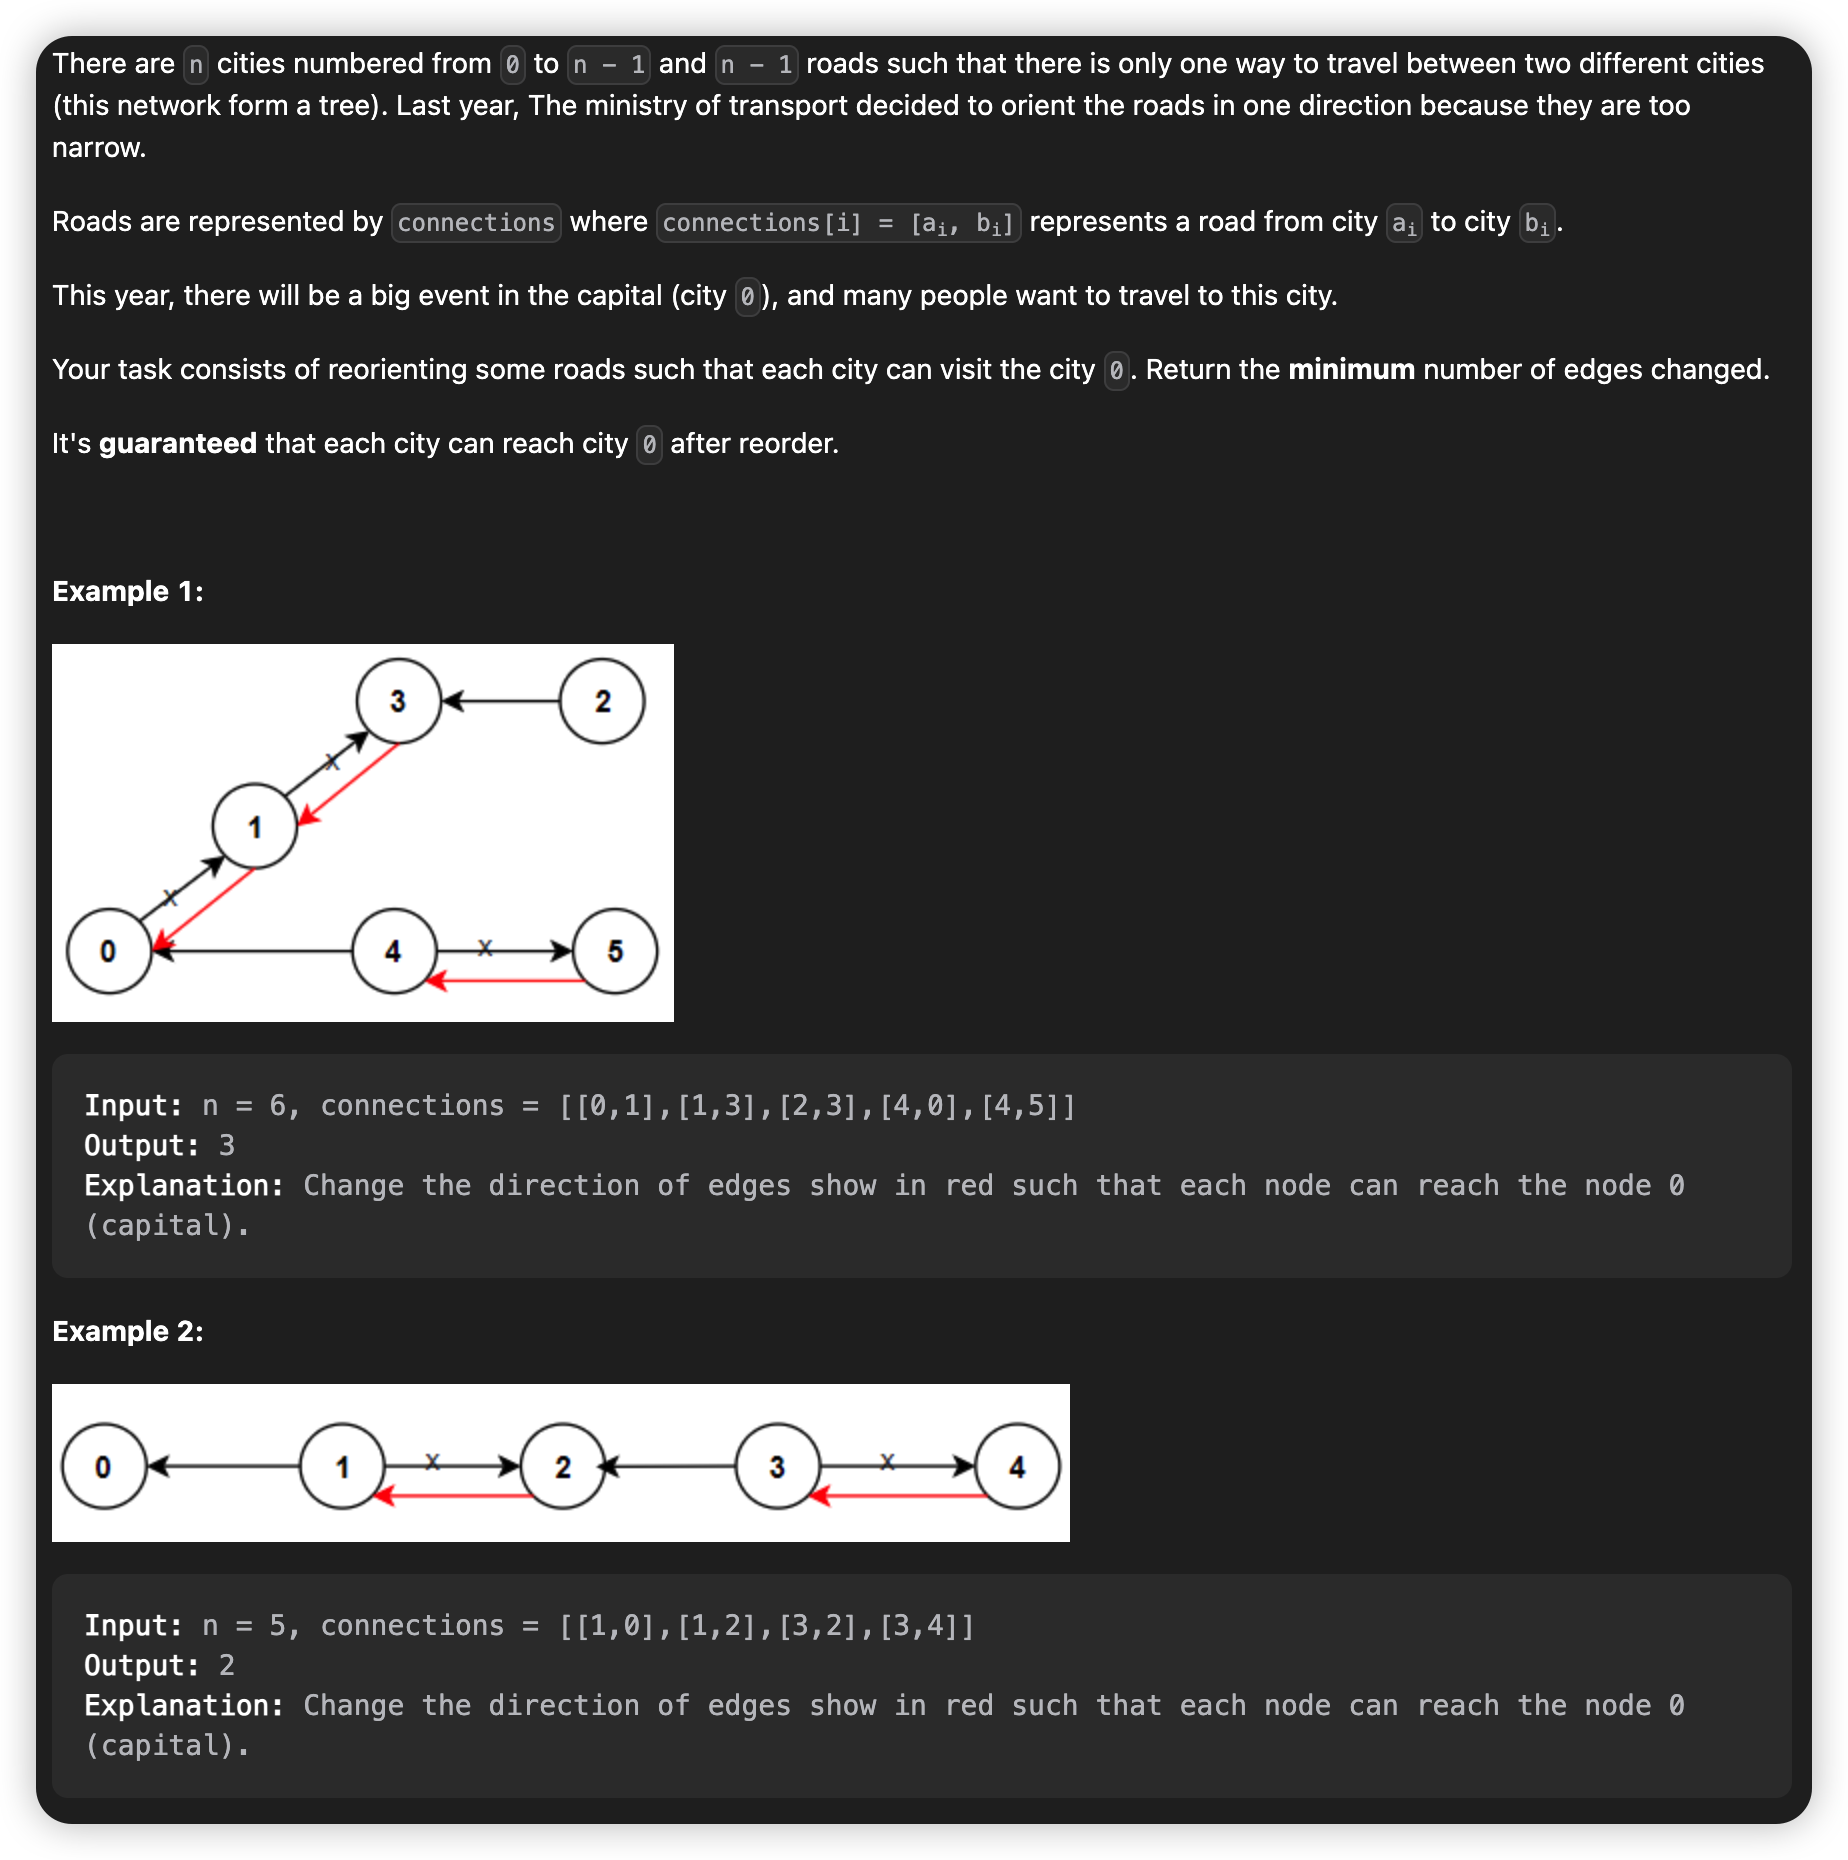 There are n cities numbered from 0 to n - 1 and n - 1 roads such that there is only one way to travel between two different cities
(this network form a tree). Last year, The ministry of transport decided to orient the roads in one direction because they are too
narrow.
Roads are represented by connections where connections[i] = [aᵢ, bᵢ] represents a road from city aᵢ to city bᵢ.
This year, there will be a big event in the capital (city 0), and many people want to travel to this city.
Your task consists of reorienting some roads such that each city can visit the city 0. Return the minimum number of edges changed.
It's guaranteed that each city can reach city 0 after reorder.
Example 1:
3 2
x
1
x
0 4 x 5
Input: n = 6, connections = [[0,1],[1,3],[2,3],[4,0],[4,5]]
Output: 3
Explanation: Change the direction of edges show in red such that each node can reach the node 0
(capital).
Example 2:
0 1 x 2 3 x 4
Input: n = 5, connections = [[1,0],[1,2],[3,2],[3,4]]
Output: 2
Explanation: Change the direction of edges show in red such that each node can reach the node 0
(capital).